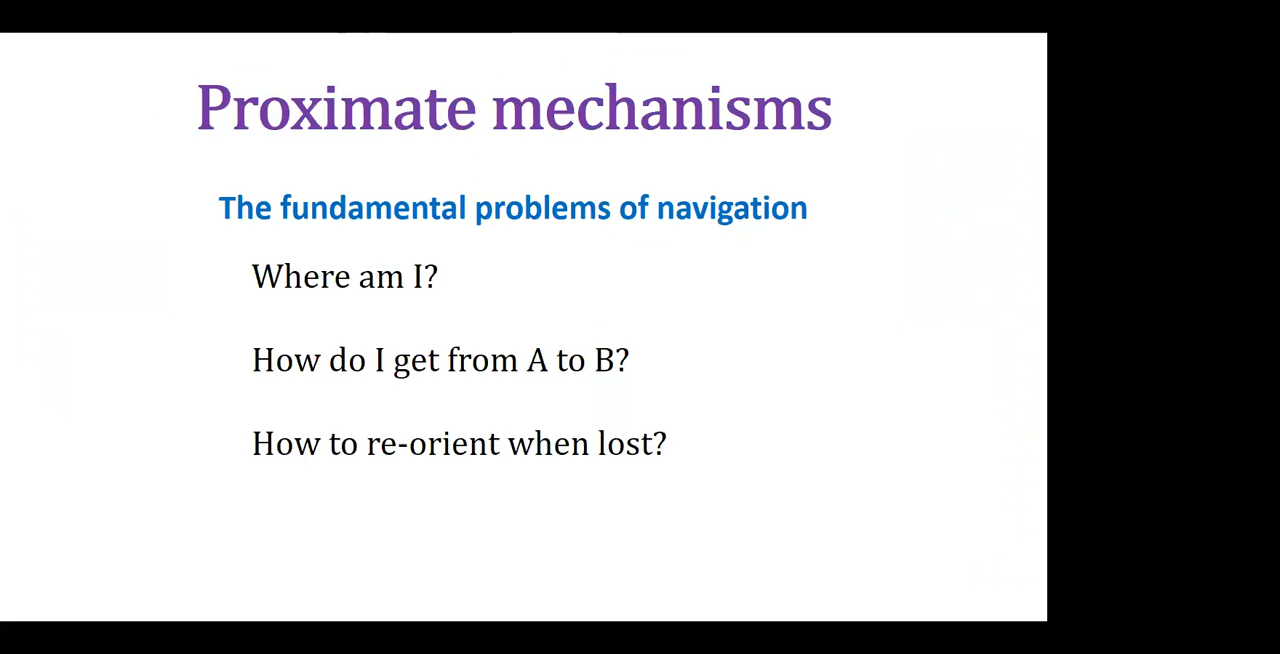 Proximate mechanisms
The fundamental problems of navigation
Where am I?
How do I get from A to B?
How to re-orient when lost?